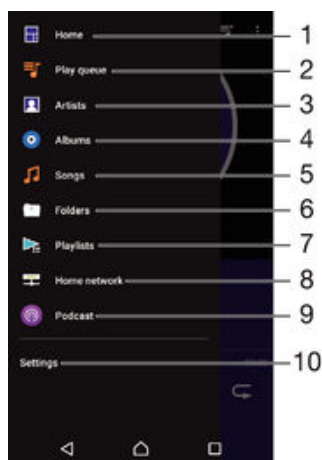 Home 1
Play queue 2
Artists 3
Albums 4
Songs 5
Folders 6
Playlists 7
Home network 8
Podcast 9
Settings 10